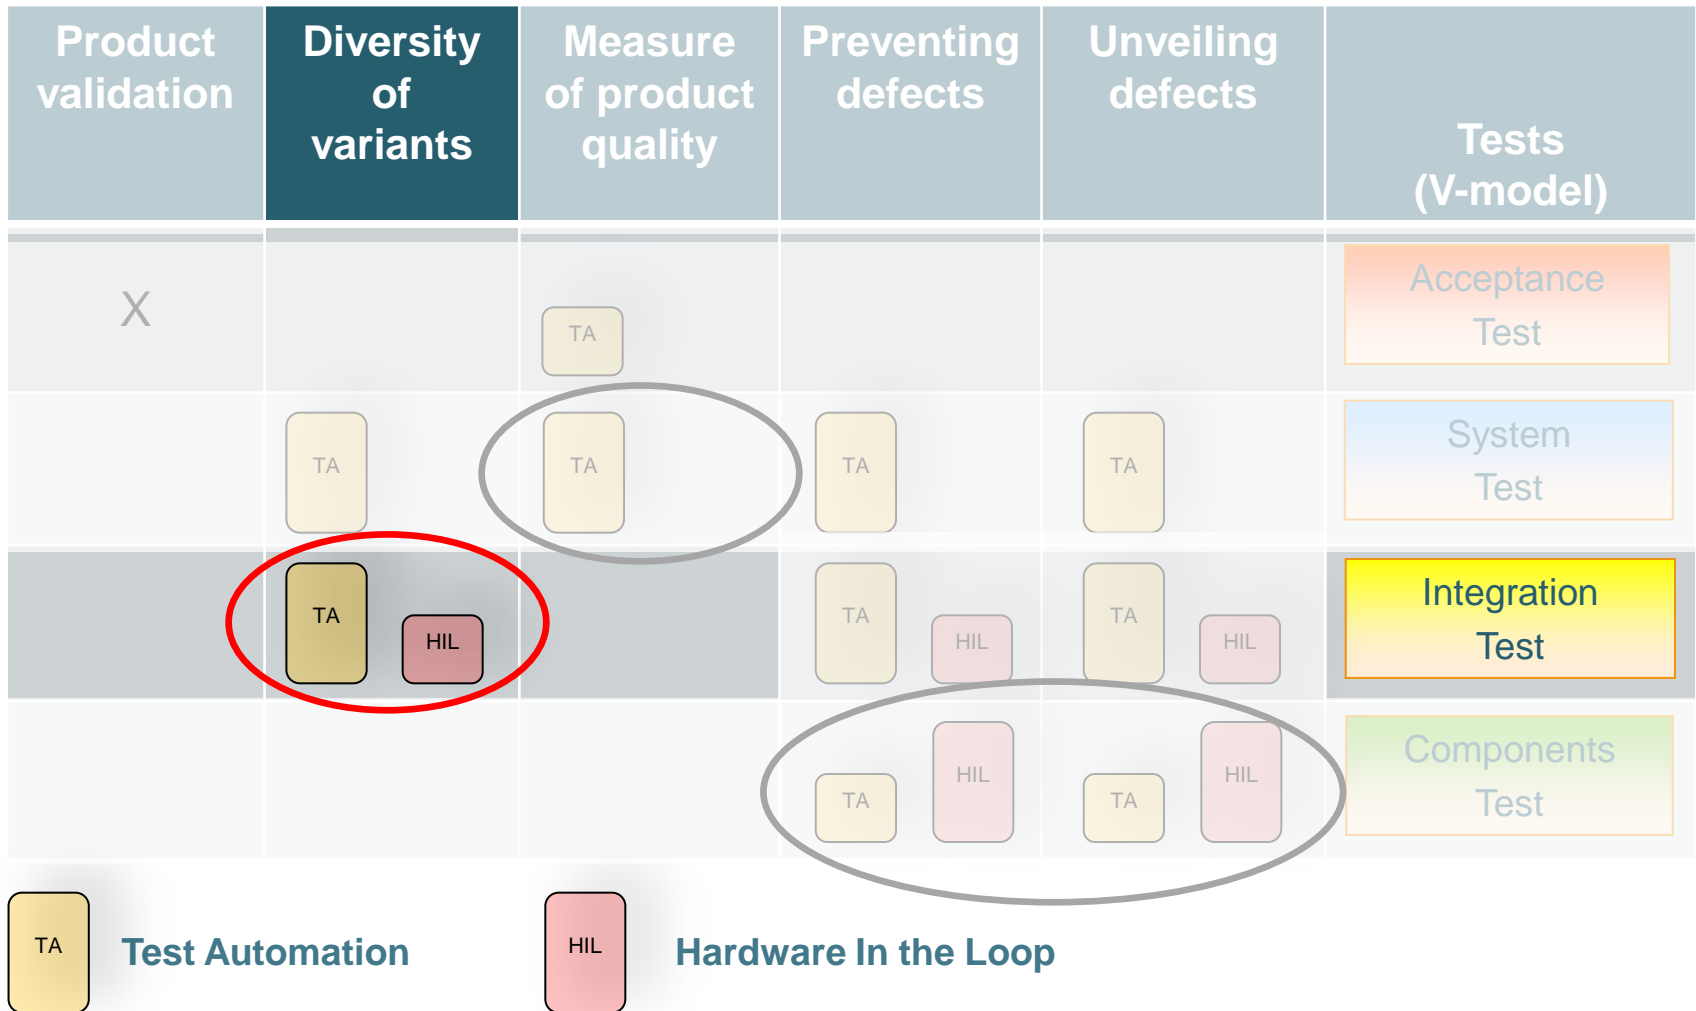 Product
validation
Diversity
of
variants
Measure
of product
quality
Preventing
defects
Unveiling
defects
Tests
(V-model)
X
TA
Acceptance
Test
TA
TA
TA
TA
System
Test
TA
HIL
TA
HIL
TA
HIL
Integration
Test
TA
HIL
TA
HIL
Components
Test
TA
Test Automation
HIL
Hardware In the Loop